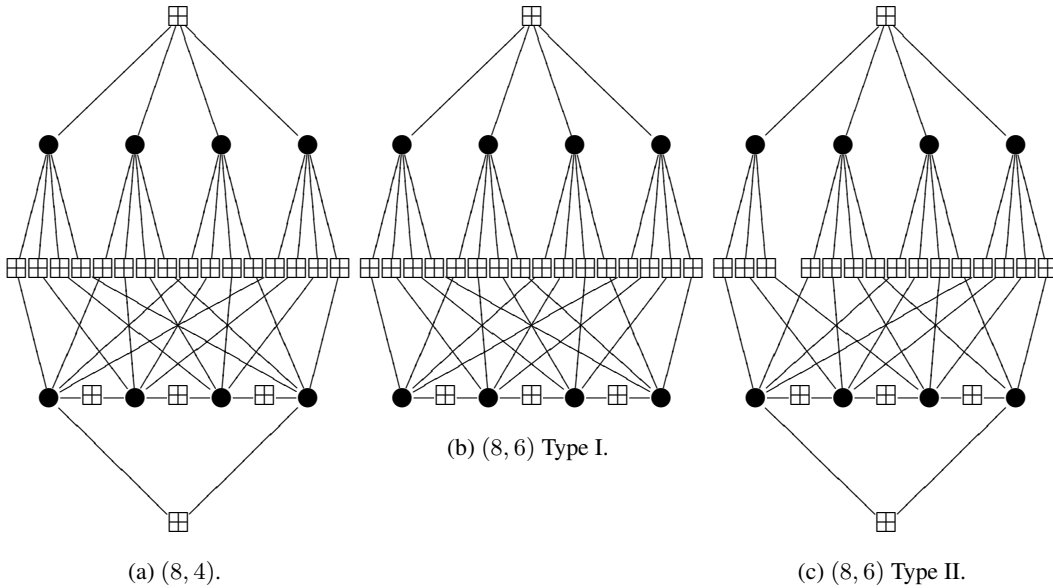 (b) (8, 6) Type I.
(a) (8, 4).
(c) (8, 6) Type II.